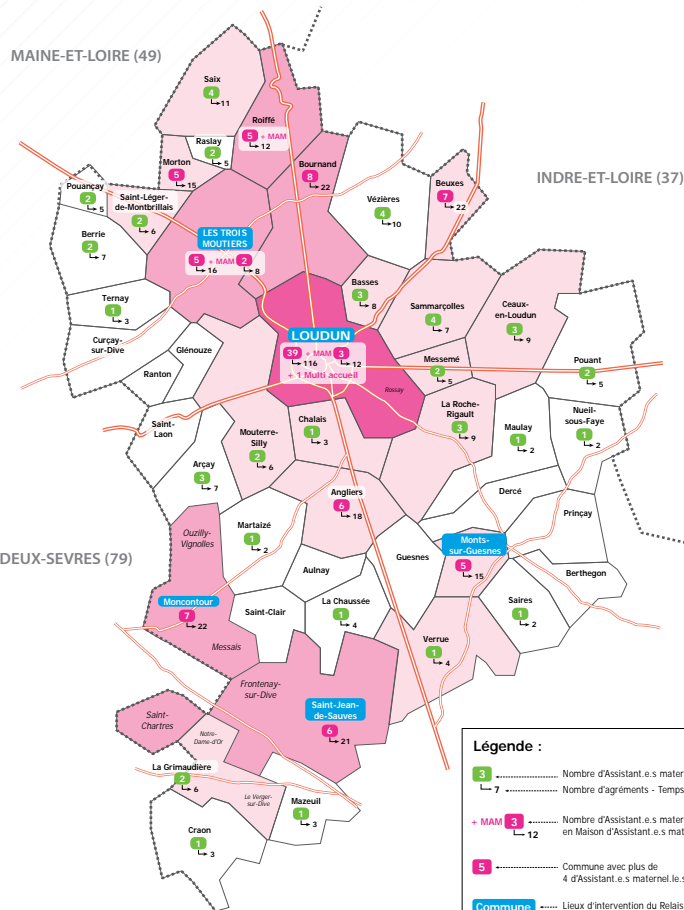 MAINE-ET-LOIRE (49)
Saix
4
11
Roiffé
5 + MAM
12
Raslay
2
5
Morton
5
15
Bournand
8
22
INDRE-ET-LOIRE (37)
Beuxes
7
22
Pouançay
2
5
Saint-Léger-
de-Montbrillais
2
6
Vézières
4
10
Berrie
2
7
LES TROIS
MOUTIERS
5 + MAM 2
16 8
Basses
3
8
Ternay
1
3
Sammarçolles
4
7
Ceaux-
en-Loudun
3
9
Curçay-
sur-Dive
Glénouze
LOUDUN
39 + MAM 3
116 12
+ 1 Multi accueil
Messemé
2
5
Pouant
2
5
Ranton
Rossay
Saint-
Laon
Mouterre-
Silly
2
6
Chalais
1
3
La Roche-
Rigault
3
9
Maulay
1
2
Nueil-
sous-Faye
1
2
Arçay
3
7
Angliers
6
18
Dercé
Prinçay
Ouzilly-
Vignolles
Martaizé
1
2
Guesnes
Monts-
sur-Guesnes
5
15
DEUX-SEVRES (79)
Aulnay
Berthegon
Moncontour
7
22
Saint-Clair
La Chaussée
1
4
Saires
1
2
Messais
Verrue
1
4
Frontenay-
sur-Dive
Saint-Jean-
de-Sauves
6
21
Saint-
Chartres
Notre-
Dame-d'Or
La Grimaudière
2
6
Le Verger-
sur-Dive
Mazeuil
1
3
Craon
1
3
Légende :
3 Nombre d'Assistant.e.s mater
7 Nombre d'agréments - Temps
+ MAM 3 Nombre d'Assistant.e.s mater
12 en Maison d'Assistant.e.s mat
5 Commune avec plus de
4 d'Assistant.e.s maternel.le.s
Commune Lieux d'intervention du Relais